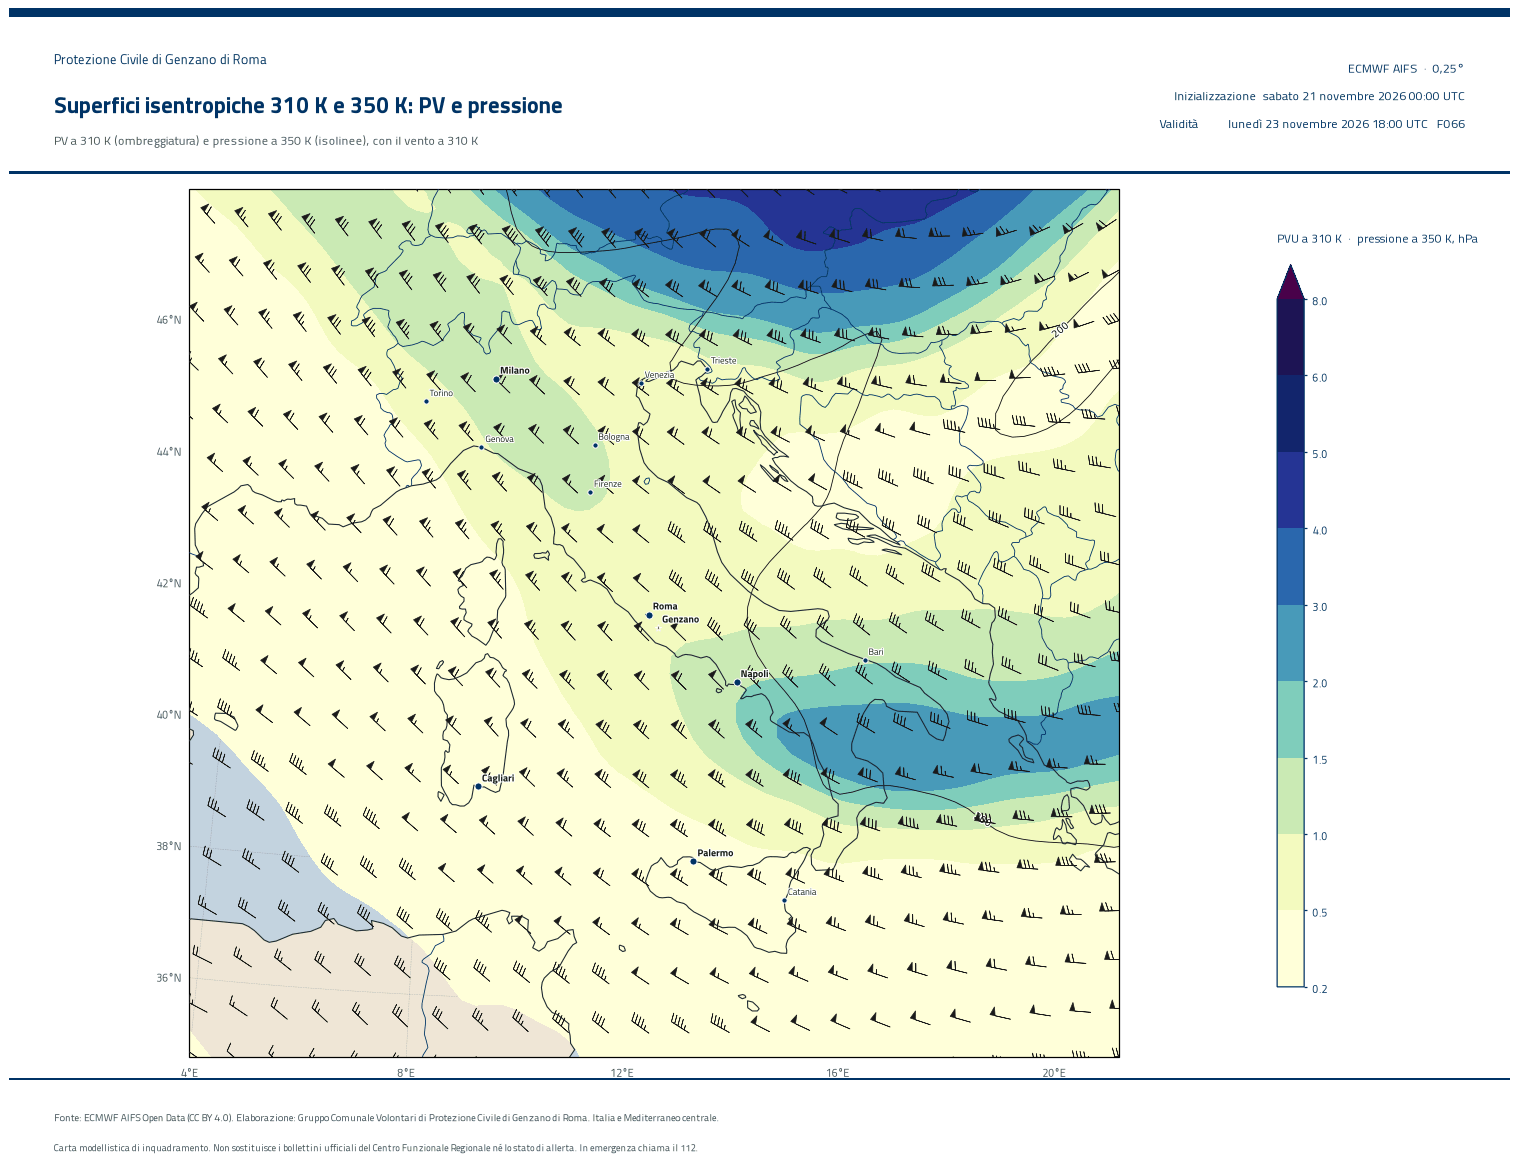 Protezione Civile di Genzano di Roma
Superfici isentropiche 310 K e 350 K: PV e pressione
PV a 310 K (ombreggiatura) e pressione a 350 K (isolinee), con il vento a 310 K
ECMWF AIFS · 0,25°
Inizializzazione sabato 21 novembre 2026 00:00 UTC
Validità lunedì 23 novembre 2026 18:00 UTC F066
PVU a 310 K · pressione a 350 K, hPa
8.0
6.0
5.0
4.0
3.0
2.0
1.5
1.0
0.5
0.2
46°N
44°N
42°N
40°N
38°N
36°N
4°E
8°E
12°E
16°E
20°E
200
Trieste
Venezia
Milano
Torino
Genova
Bologna
Firenze
Roma
Genzano
Bari
Napoli
Cagliari
Palermo
Catania
Fonte: ECMWF AIFS Open Data (CC BY 4.0). Elaborazione: Gruppo Comunale Volontari di Protezione Civile di Genzano di Roma. Italia e Mediterraneo centrale.
Carta modellistica di inquadramento. Non sostituisce i bollettini ufficiali del Centro Funzionale Regionale né lo stato di allerta. In emergenza chiama il 112.